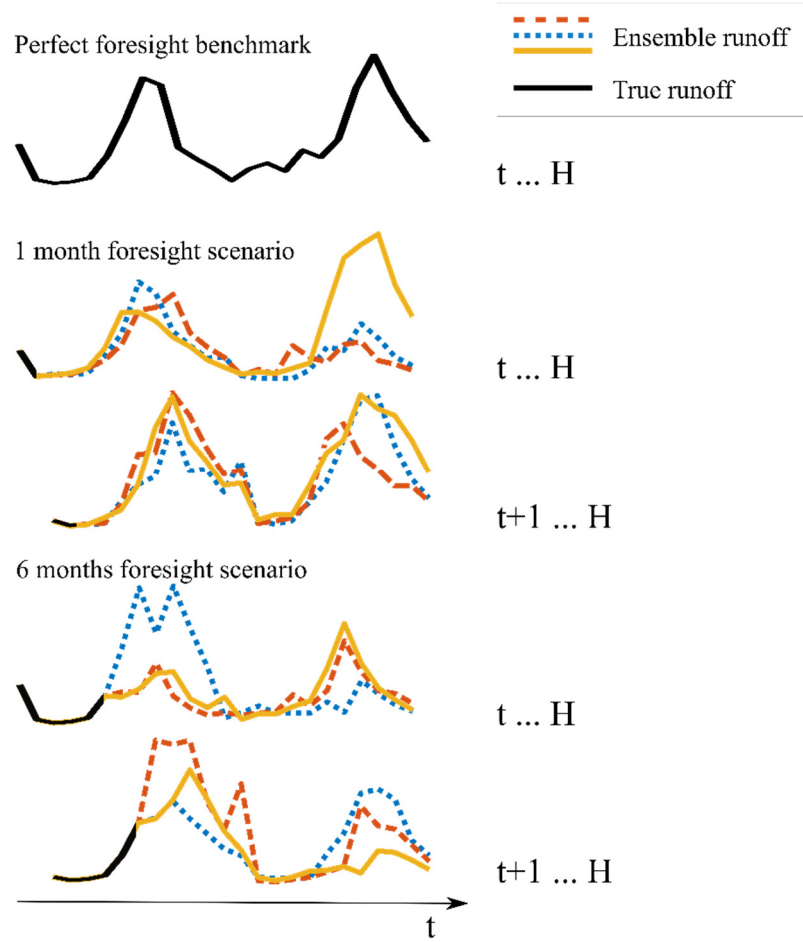 Perfect foresight benchmark
Ensemble runoff
True runoff
t ... H
1 month foresight scenario
t ... H
t+1 ... H
6 months foresight scenario
t ... H
t+1 ... H
t